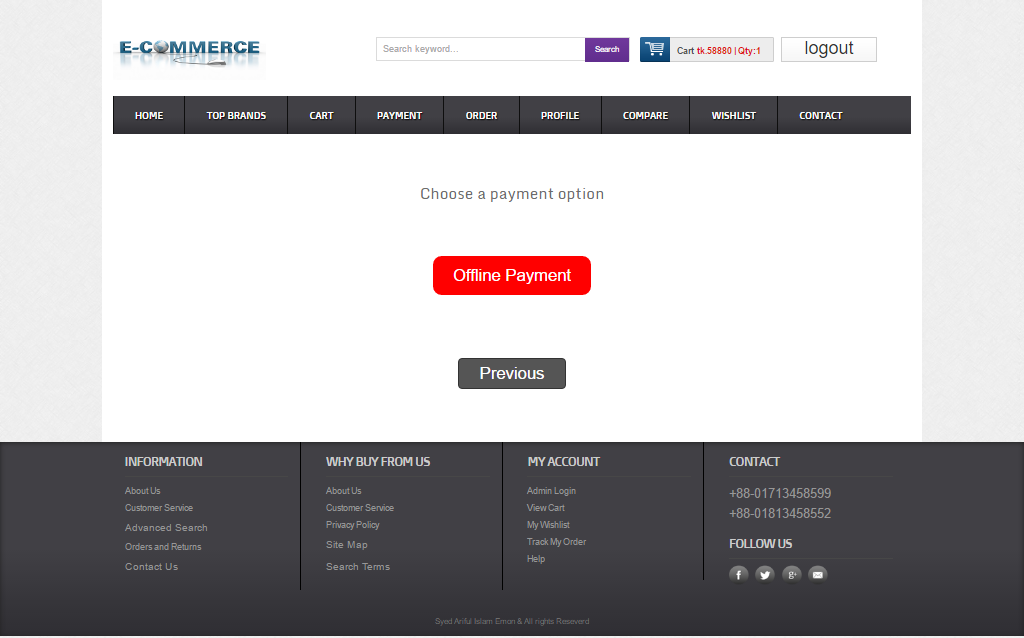 E-COMMERCE
Search keyword...
Search
Cart tk.58880 | Qty:1
logout
HOME
TOP BRANDS
CART
PAYMENT
ORDER
PROFILE
COMPARE
WISHLIST
CONTACT
Choose a payment option
Offline Payment
Previous
INFORMATION
About Us
Customer Service
Advanced Search
Orders and Returns
Contact Us
WHY BUY FROM US
About Us
Customer Service
Privacy Policy
Site Map
Search Terms
MY ACCOUNT
Admin Login
View Cart
My Wishlist
Track My Order
Help
CONTACT
+88-01713458599
+88-01813458552
FOLLOW US
Syed Ariful Islam Emon & All rights Reseverd